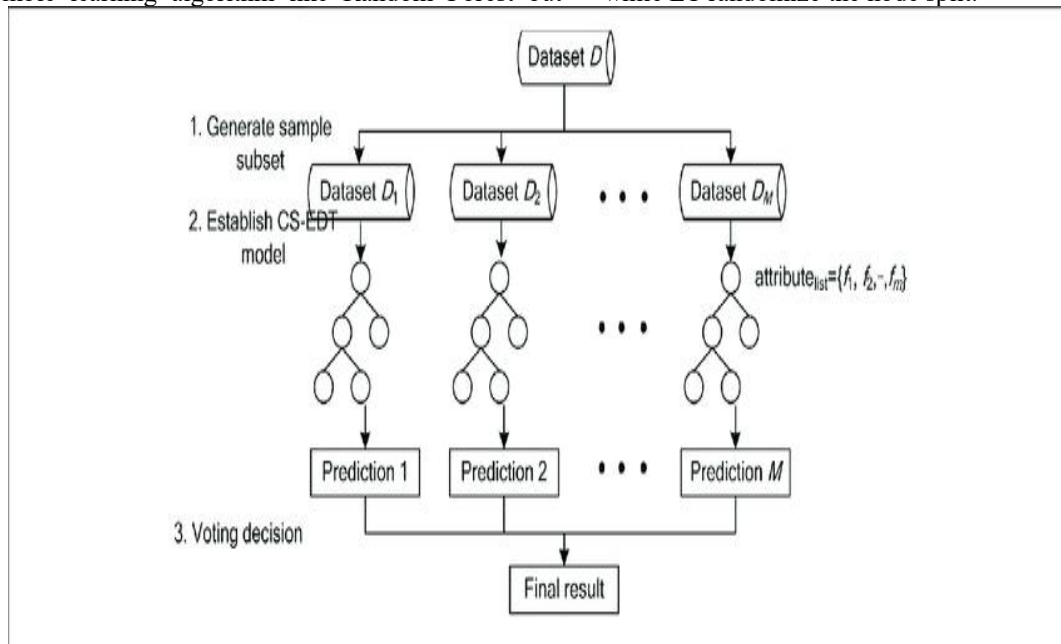 Dataset D
1. Generate sample
subset
Dataset D1
Dataset D2
• • •
Dataset DM
2. Establish CS-EDT
model
attributelist={f1, f2,-,fm}
• • •
Prediction 1
Prediction 2
• • •
Prediction M
3. Voting decision
Final result